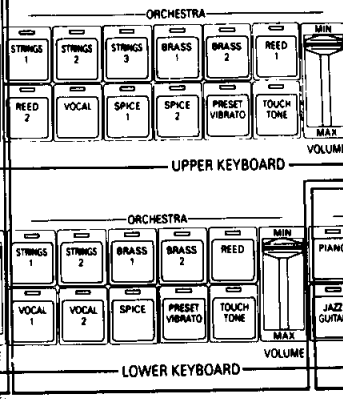 ORCHESTRA
MIN
STRINGS 1 STRINGS 2 STRINGS 3 BRASS 1 BRASS 2 REED 1
REED 2 VOCAL SPICE 1 SPICE 2 PRESET VIBRATO TOUCH TONE
MAX
VOLUME
UPPER KEYBOARD
ORCHESTRA
MIN
STRINGS 1 STRINGS 2 BRASS 1 BRASS 2 REED PIANO
VOCAL 1 VOCAL 2 SPICE PRESET VIBRATO TOUCH TONE JAZZ GUITAR
MAX
VOLUME
LOWER KEYBOARD